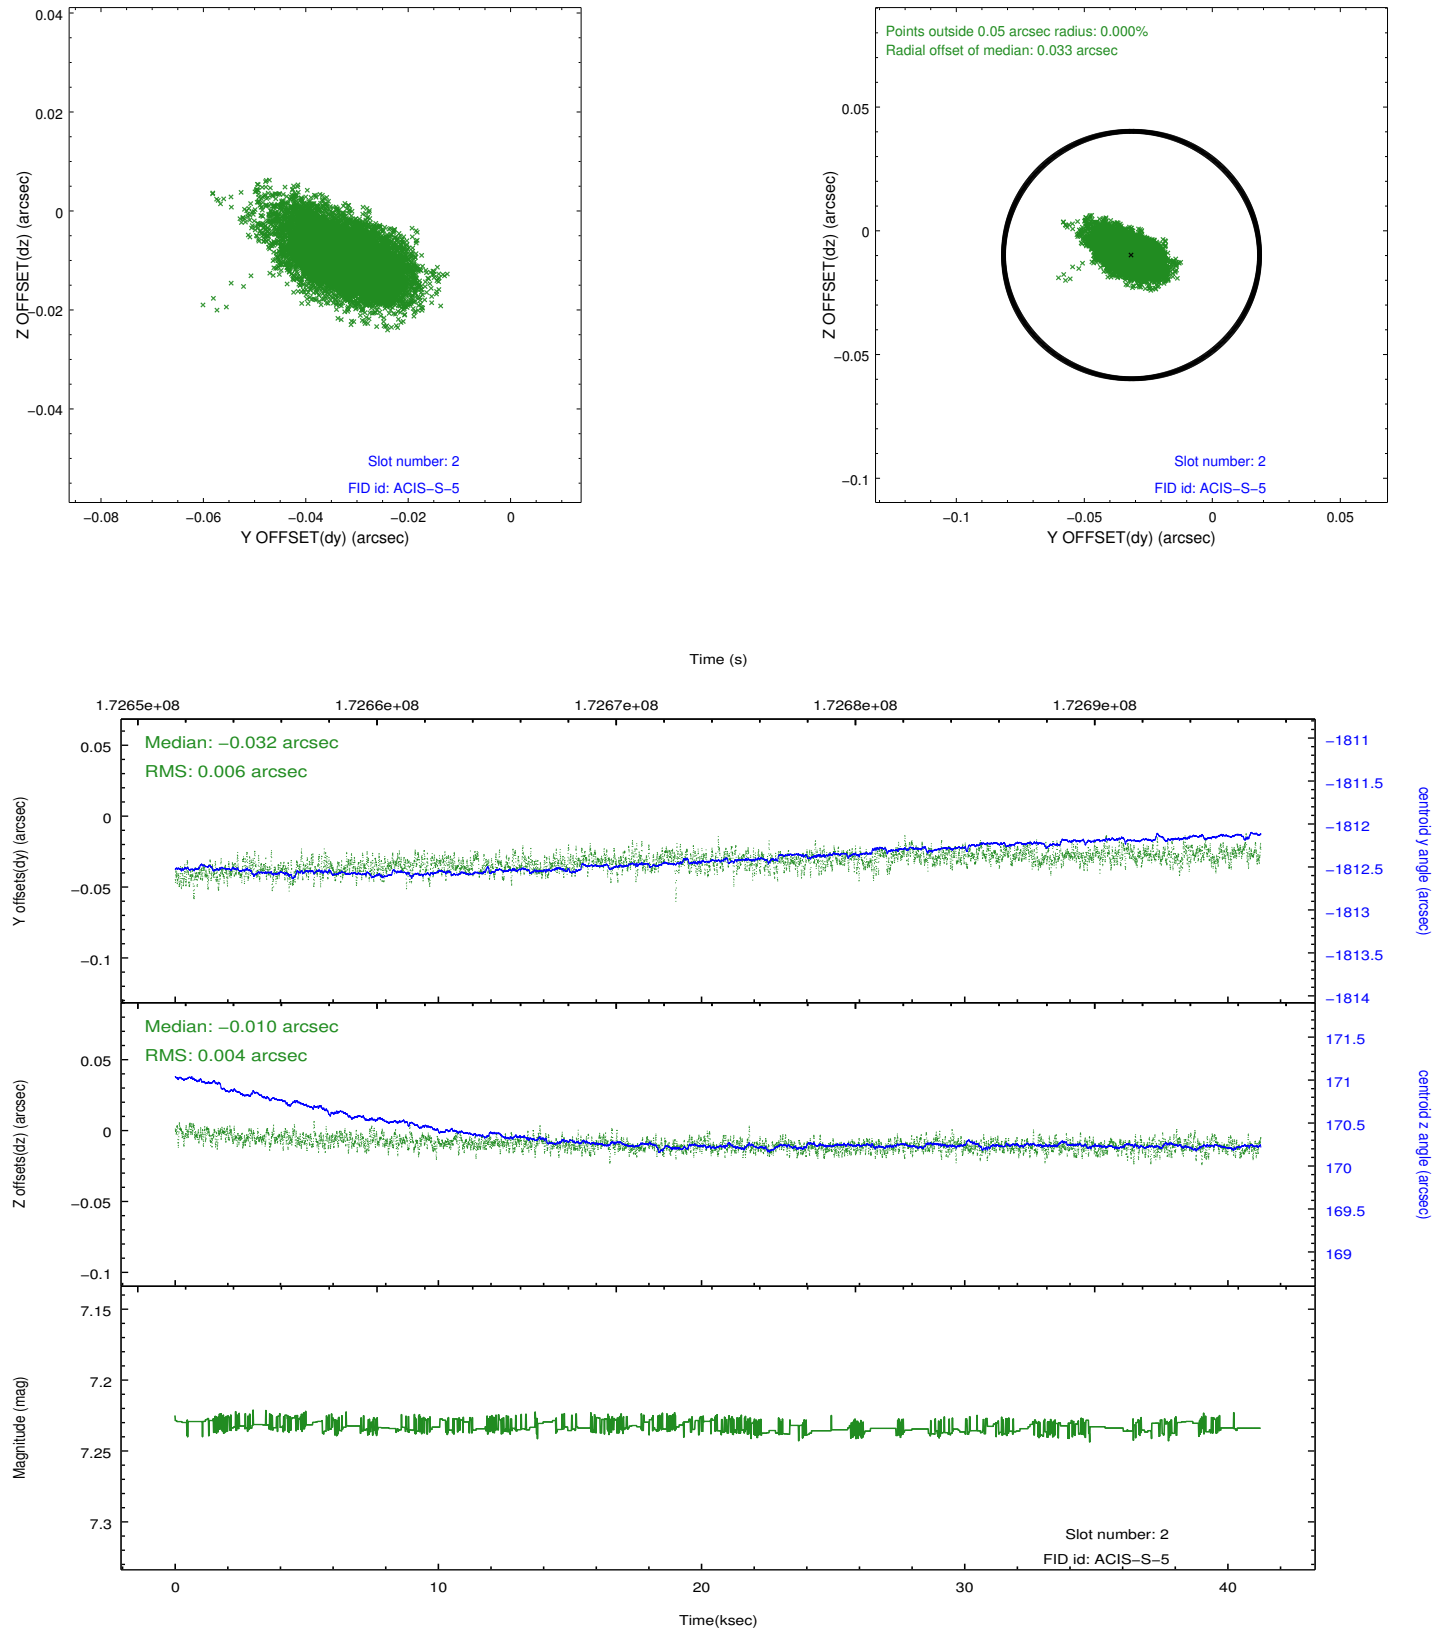 0.04
0.02
0
−0.02
−0.04
Z OFFSET(dz) (arcsec)
Slot number: 2
FID id: ACIS−S−5
−0.08 −0.06 −0.04 −0.02 0
Y OFFSET(dy) (arcsec)
Points outside 0.05 arcsec radius: 0.000%
Radial offset of median: 0.033 arcsec
0.05
0
−0.05
−0.1
Z OFFSET(dz) (arcsec)
Slot number: 2
FID id: ACIS−S−5
−0.1 −0.05 0 0.05
Y OFFSET(dy) (arcsec)
Time (s)
1.7265e+08 1.7266e+08 1.7267e+08 1.7268e+08 1.7269e+08
Median: −0.032 arcsec
RMS: 0.006 arcsec
0.05
0
−0.05
−0.1
Y offsets(dy) (arcsec)
−1811
−1811.5
−1812
−1812.5
−1813
−1813.5
−1814
centroid y angle (arcsec)
Median: −0.010 arcsec
RMS: 0.004 arcsec
0.05
0
−0.05
−0.1
Z offsets(dz) (arcsec)
171.5
171
170.5
170
169.5
169
centroid z angle (arcsec)
7.15
7.2
7.25
7.3
Magnitude (mag)
Slot number: 2
FID id: ACIS−S−5
0 10 20 30 40
Time(ksec)